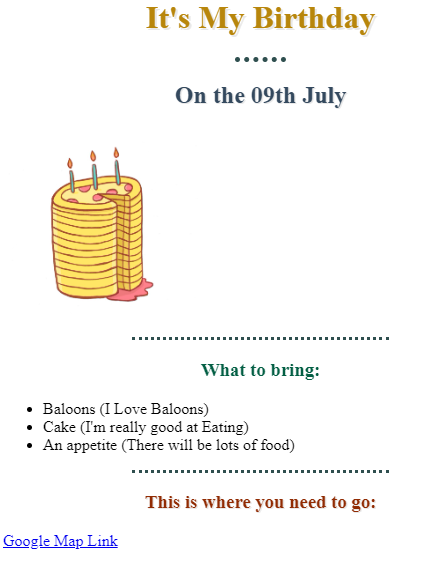 It's My Birthday
On the 09th July
What to bring:
Baloons (I Love Baloons)
Cake (I'm really good at Eating)
An appetite (There will be lots of food)
This is where you need to go:
Google Map Link